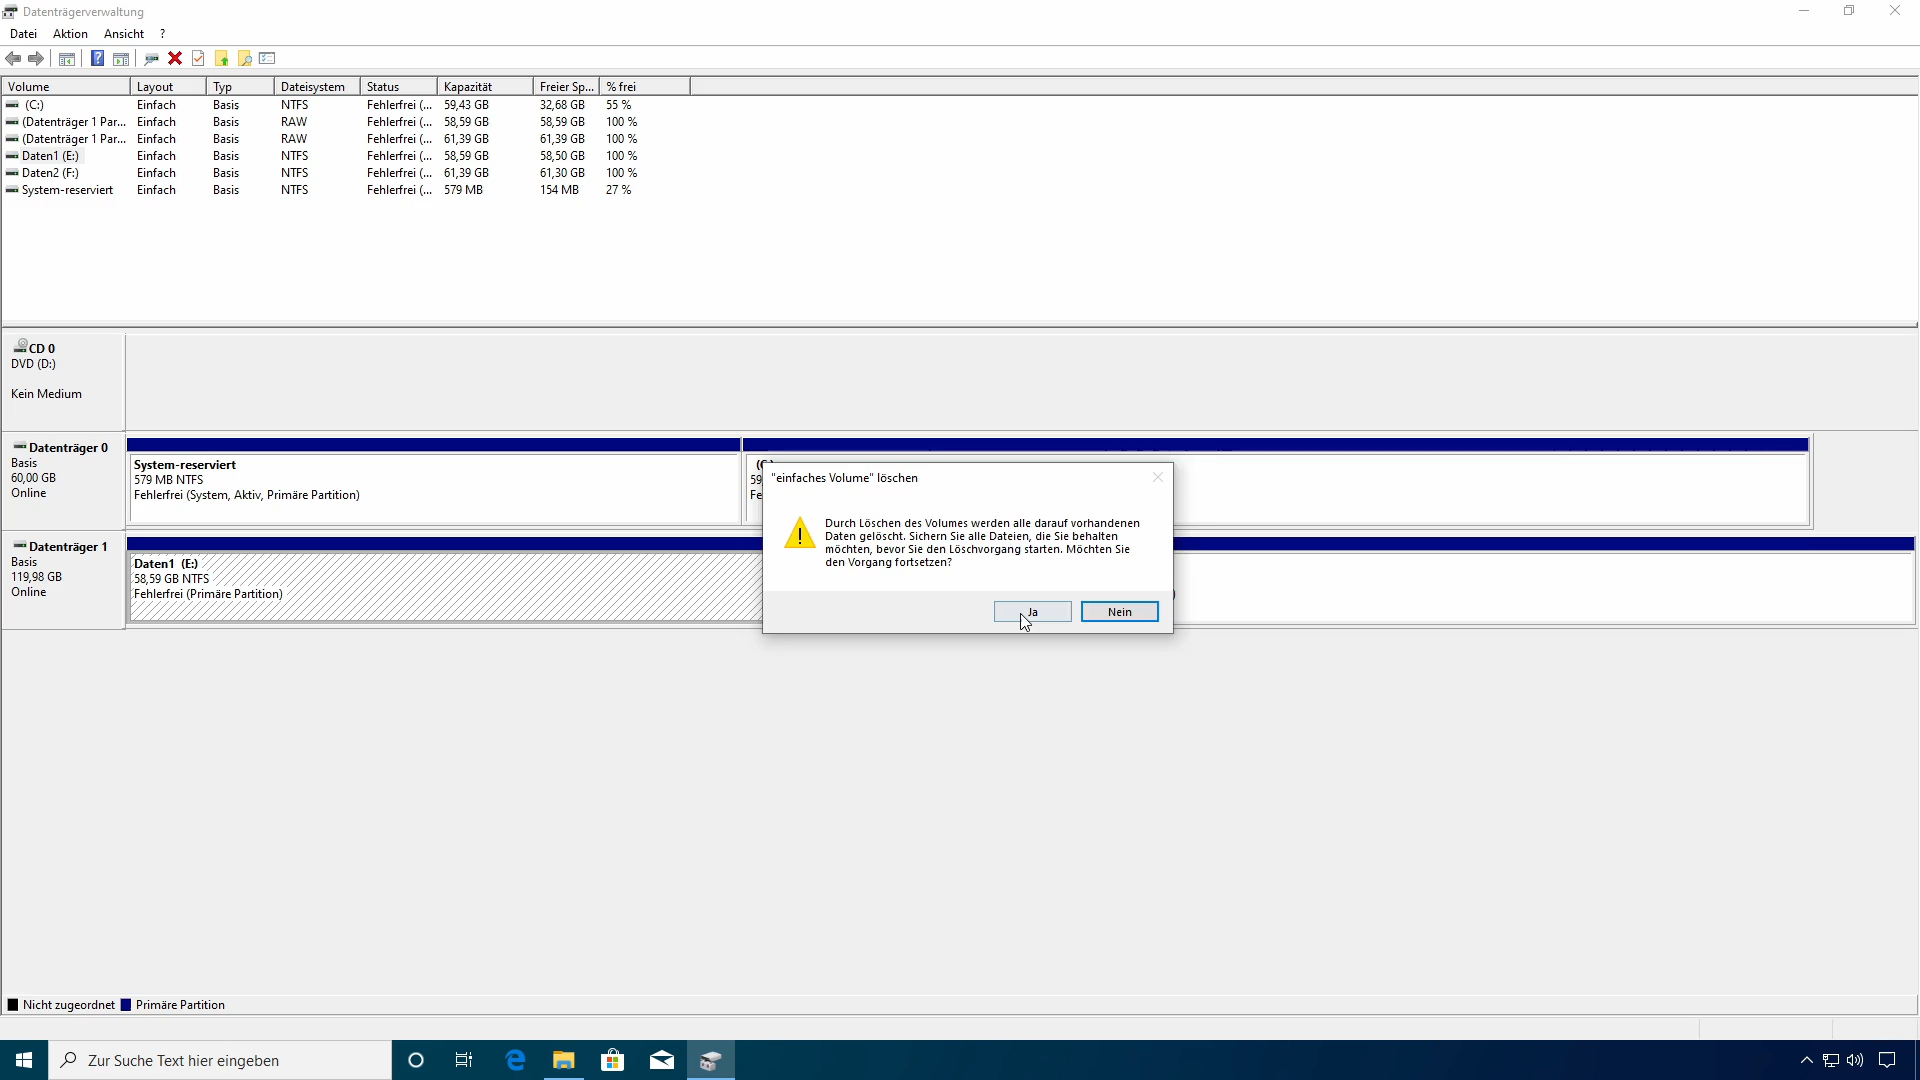 Datenträgerverwaltung
Datei Aktion Ansicht ?
Volume Layout Typ Dateisystem Status Kapazität Freier Sp... % frei
(C:) Einfach Basis NTFS Fehlerfrei (... 59,43 GB 32,68 GB 55 %
(Datenträger 1 Par... Einfach Basis RAW Fehlerfrei (... 58,59 GB 58,59 GB 100 %
(Datenträger 1 Par... Einfach Basis RAW Fehlerfrei (... 61,39 GB 61,39 GB 100 %
Daten1 (E:) Einfach Basis NTFS Fehlerfrei (... 58,59 GB 58,50 GB 100 %
Daten2 (F:) Einfach Basis NTFS Fehlerfrei (... 61,39 GB 61,30 GB 100 %
System-reserviert Einfach Basis NTFS Fehlerfrei (... 579 MB 154 MB 27 %
CD 0
DVD (D:)
Kein Medium
Datenträger 0
Basis
60,00 GB
Online
System-reserviert
579 MB NTFS
Fehlerfrei (System, Aktiv, Primäre Partition)
59
Fe
"einfaches Volume" löschen
Durch Löschen des Volumes werden alle darauf vorhandenen
Daten gelöscht. Sichern Sie alle Dateien, die Sie behalten
möchten, bevor Sie den Löschvorgang starten. Möchten Sie
den Vorgang fortsetzen?
Ja Nein
Datenträger 1
Basis
119,98 GB
Online
Daten1 (E:)
58,59 GB NTFS
Fehlerfrei (Primäre Partition)
Nicht zugeordnet Primäre Partition
Zur Suche Text hier eingeben